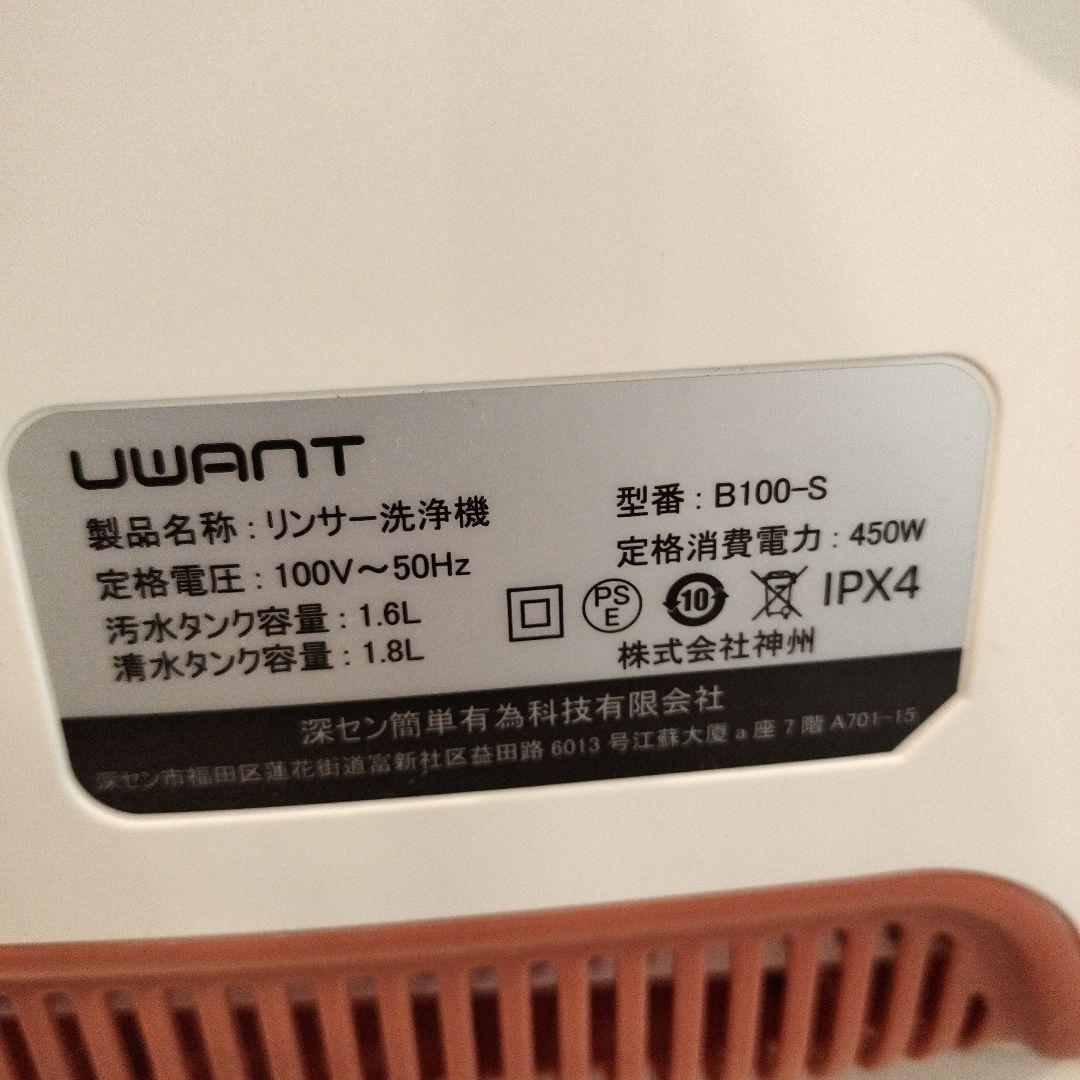 UWANT
製品名称：リンサー洗浄機
型番：B100-S
定格電圧：100V～50Hz
定格消費電力：450W
汚水タンク容量：1.6L
清水タンク容量：1.8L
PS
E
10
IPX4
株式会社神州
深セン簡単有為科技有限会社
深セン市福田区蓮花街道富新社区益田路 6013 号江蘇大厦 a 座 7 階 A701-15